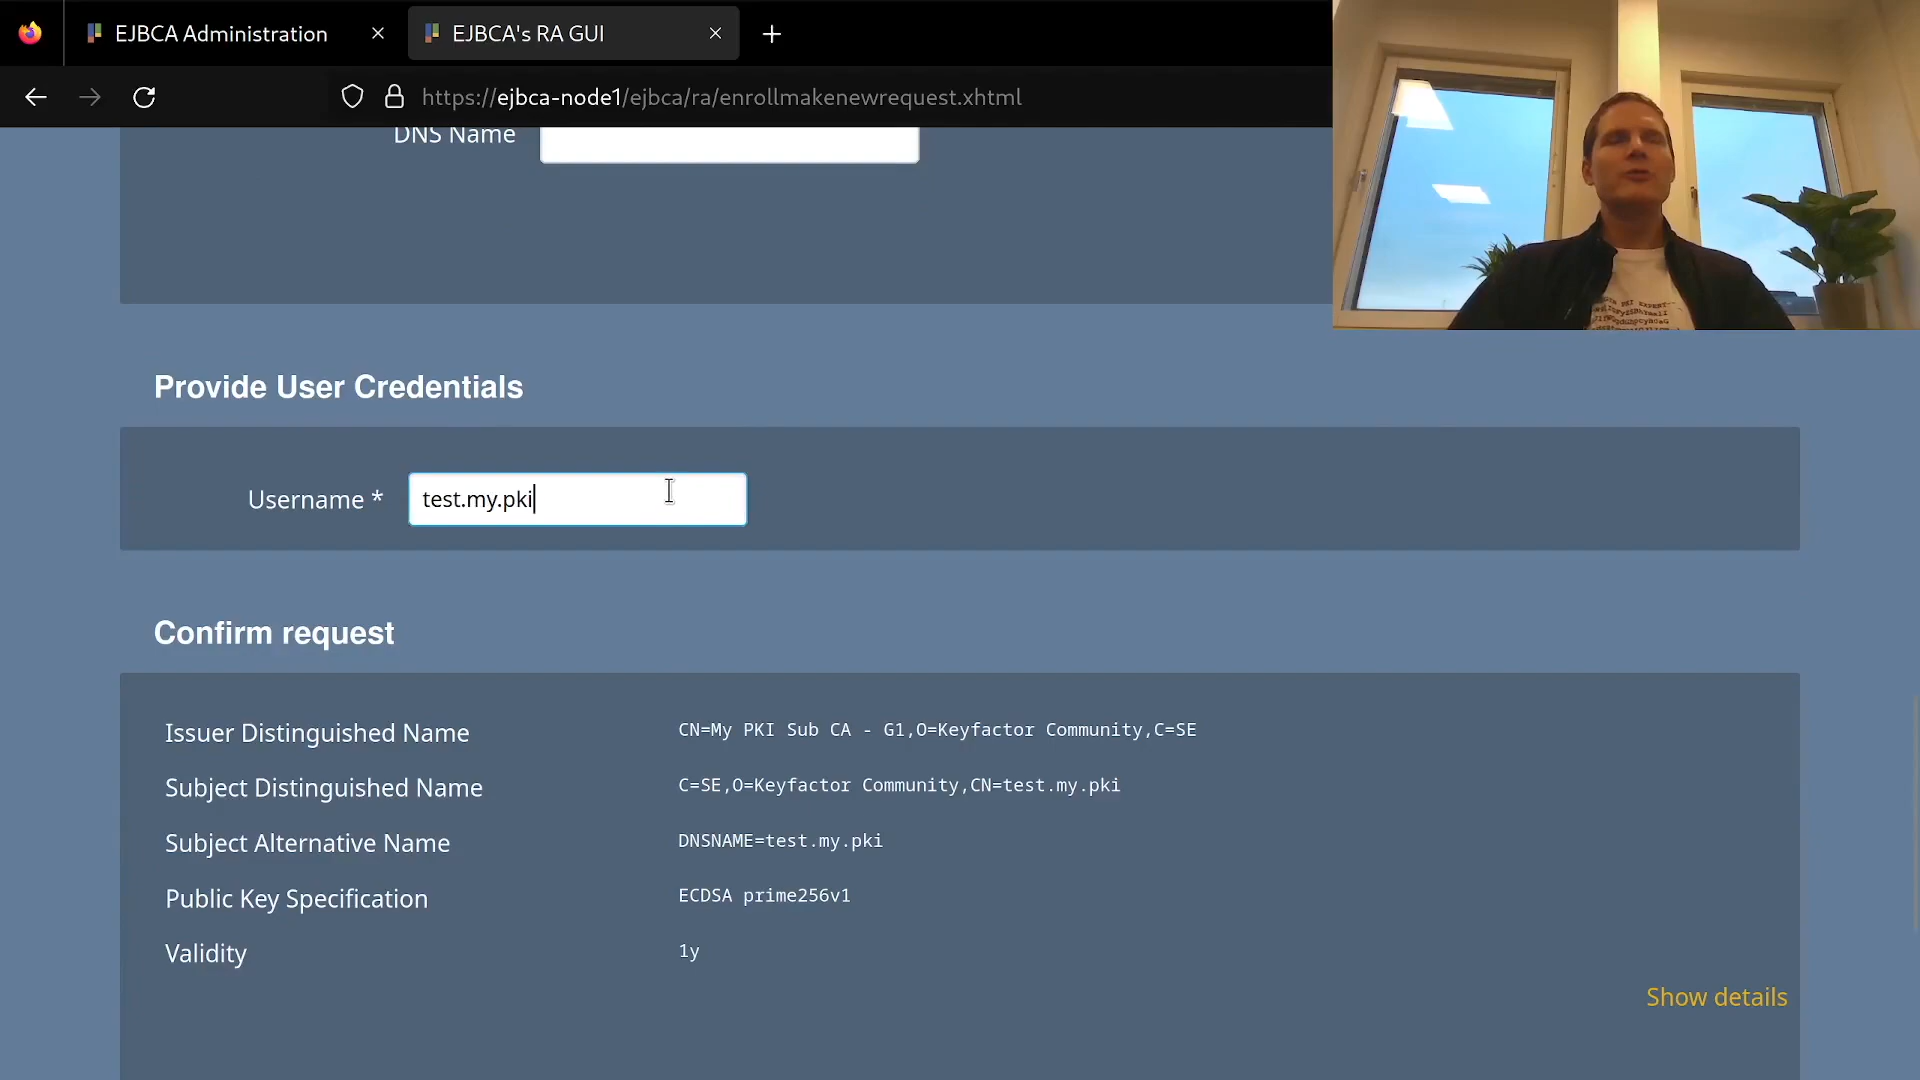 EJBCA Administration
EJBCA's RA GUI
https://ejbca-node1/ejbca/ra/enrollmakenewrequest.xhtml
DNS Name
Provide User Credentials
Username *
test.my.pki
Confirm request
Issuer Distinguished Name
CN=My PKI Sub CA - G1,O=Keyfactor Community,C=SE
Subject Distinguished Name
C=SE,O=Keyfactor Community,CN=test.my.pki
Subject Alternative Name
DNSNAME=test.my.pki
Public Key Specification
ECDSA prime256v1
Validity
1y
Show details